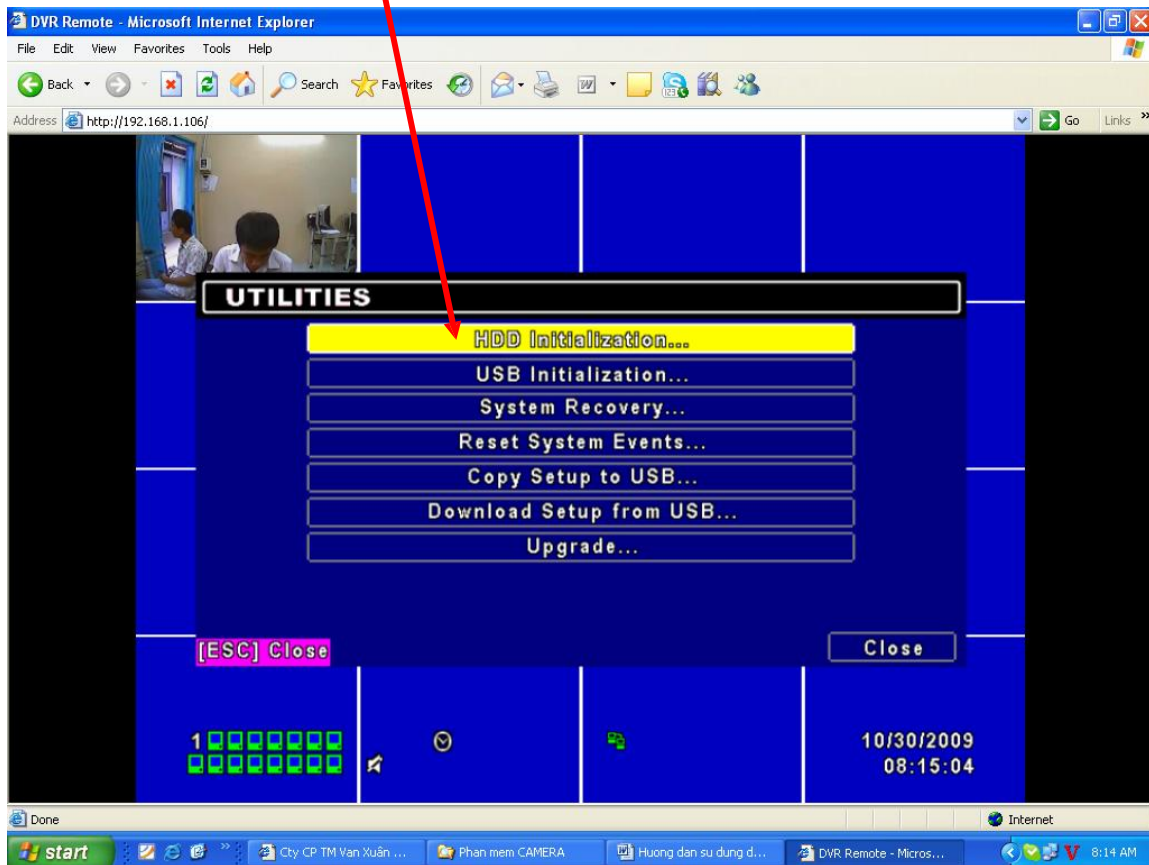 DVR Remote - Microsoft Internet Explorer
File Edit View Favorites Tools Help
Back Search Favorites
Address http://192.168.1.106/ Go Links »
UTILITIES
HDD Initialization...
USB Initialization...
System Recovery...
Reset System Events...
Copy Setup to USB...
Download Setup from USB...
Upgrade...
[ESC] Close Close
1 10/30/2009
08:15:04
Done Internet
start » Cty CP TM Van Xuân ... Phan mem CAMERA Huong dan su dung d... DVR Remote - Micros... V 8:14 AM